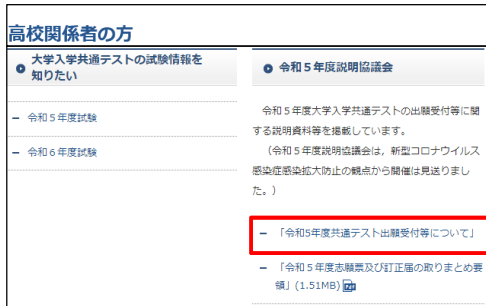 高校関係者の方
大学入学共通テストの試験情報を
知りたい
− 令和５年度試験
− 令和６年度試験
令和５年度説明協議会
令和５年度大学入学共通テストの出願受付等に関
する説明資料等を掲載しています。
（令和５年度説明協議会は，新型コロナウイルス
感染症感染拡大防止の観点から開催は見送りまし
た。）
− 「令和5年度共通テスト出願受付等について」
− 「令和５年度志願票及び訂正届の取りまとめ要
領」(1.51MB)